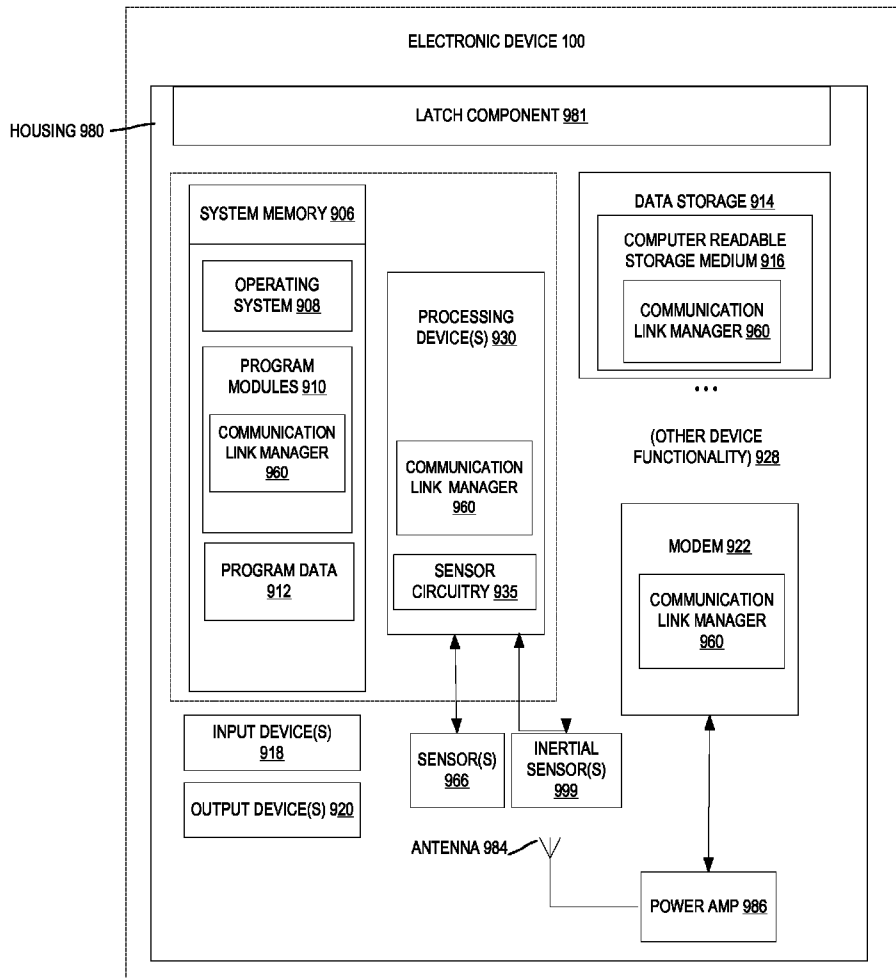 ELECTRONIC DEVICE 100
HOUSING 980
LATCH COMPONENT 981
SYSTEM MEMORY 906
OPERATING
SYSTEM 908
PROGRAM
MODULES 910
COMMUNICATION
LINK MANAGER
960
PROGRAM DATA
912
PROCESSING
DEVICE(S) 930
COMMUNICATION
LINK MANAGER
960
SENSOR
CIRCUITRY 935
DATA STORAGE 914
COMPUTER READABLE
STORAGE MEDIUM 916
COMMUNICATION
LINK MANAGER 960
•••
(OTHER DEVICE
FUNCTIONALITY) 928
MODEM 922
COMMUNICATION
LINK MANAGER
960
INPUT DEVICE(S)
918
OUTPUT DEVICE(S) 920
SENSOR(S)
966
INERTIAL
SENSOR(S)
999
ANTENNA 984
POWER AMP 986